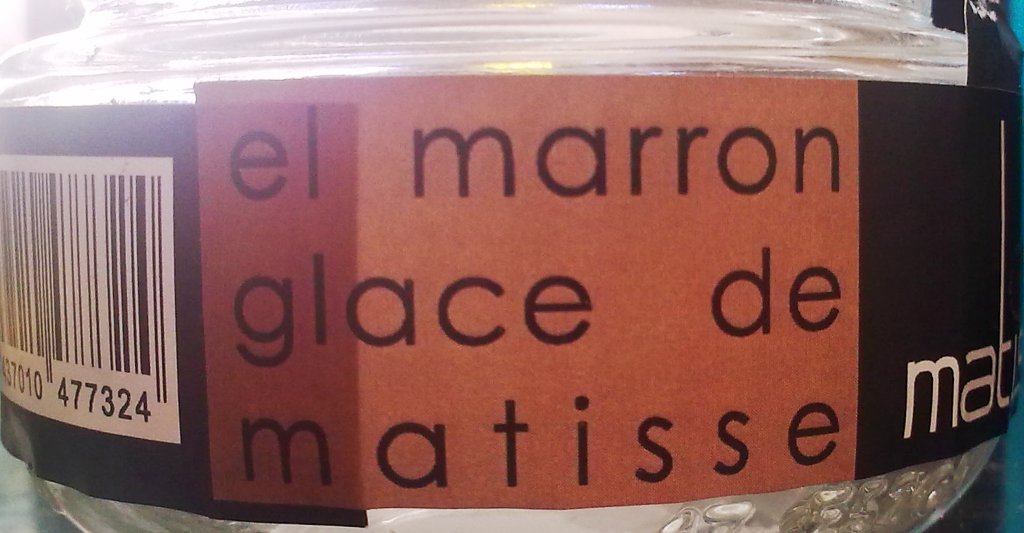 el marron
glace de
matisse
477324